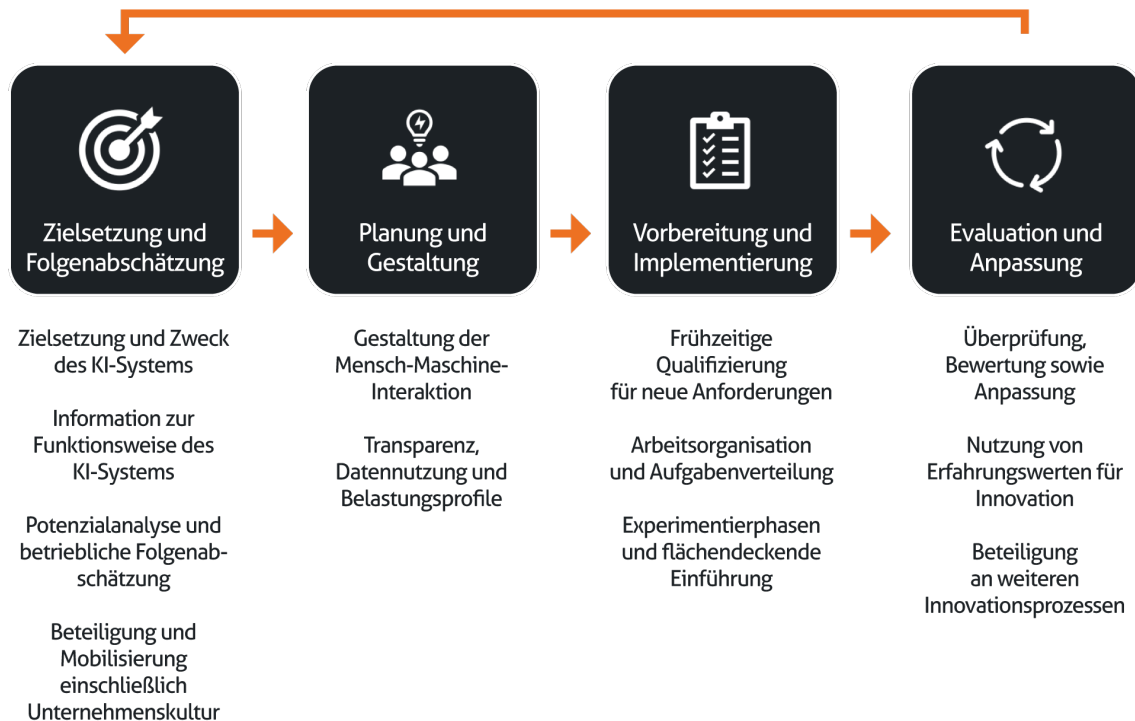 Zielsetzung und
Folgenabschätzung
Planung und
Gestaltung
Vorbereitung und
Implementierung
Evaluation und
Anpassung
Zielsetzung und Zweck
des KI-Systems
Information zur
Funktionsweise des
KI-Systems
Potenzialanalyse und
betriebliche Folgenab-
schätzung
Beteiligung und
Mobilisierung
einschließlich
Unternehmenskultur
Gestaltung der
Mensch-Maschine-
Interaktion
Transparenz,
Datennutzung und
Belastungsprofile
Frühzeitige
Qualifizierung
für neue Anforderungen
Arbeitsorganisation
und Aufgabenverteilung
Experimentierphasen
und flächendeckende
Einführung
Überprüfung,
Bewertung sowie
Anpassung
Nutzung von
Erfahrungswerten für
Innovation
Beteiligung
an weiteren
Innovationsprozessen